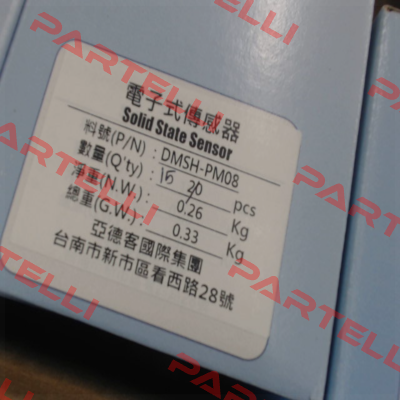 PARTELLI
PARTELLI
電子式傳感器
Solid State Sensor
料號(P/N) : DMSH-PM08
數量(Q'ty) : 15 20 pcs
淨重(N.W.) : 0.26 Kg
總重(G.W.) : 0.33 Kg
亞德客國際集團
台南市新市區看西路28號
PARTELLI
PARTELLI